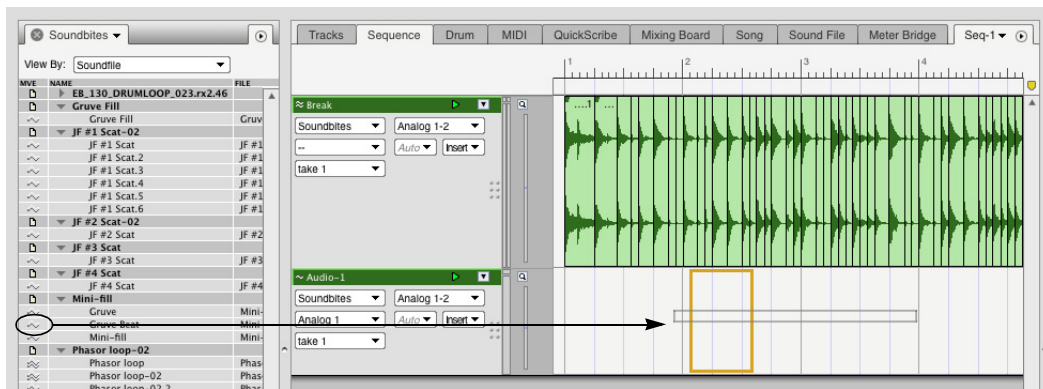 Soundbites
View By: Soundfile
MVE NAME FILE
EB_130_DRUMLOOP_023.rx2.46
Gruve Fill
Gruve Fill Gruv
JF #1 Scat-02
JF #1 Scat JF #1
JF #1 Scat.2 JF #1
JF #1 Scat.3 JF #1
JF #1 Scat.4 JF #1
JF #1 Scat.5 JF #1
JF #1 Scat.6 JF #1
JF #2 Scat-02
JF #2 Scat JF #2
JF #3 Scat
JF #3 Scat JF #3
JF #4 Scat
JF #4 Scat JF #4
Mini-fill
Gruve Mini-
Gruve Beat Mini-
Mini-fill Mini-
Phasor loop-02
Phasor loop Phas
Phasor loop-02 Phas
Phasor loop-02.2 Phas
Tracks Sequence Drum MIDI QuickScribe Mixing Board Song Sound File Meter Bridge Seq-1
1 2 3 4
Break
....1 ...
Soundbites Analog 1-2
-- Auto Insert
take 1
Audio-1
Soundbites Analog 1-2
Analog 1 Auto Insert
take 1